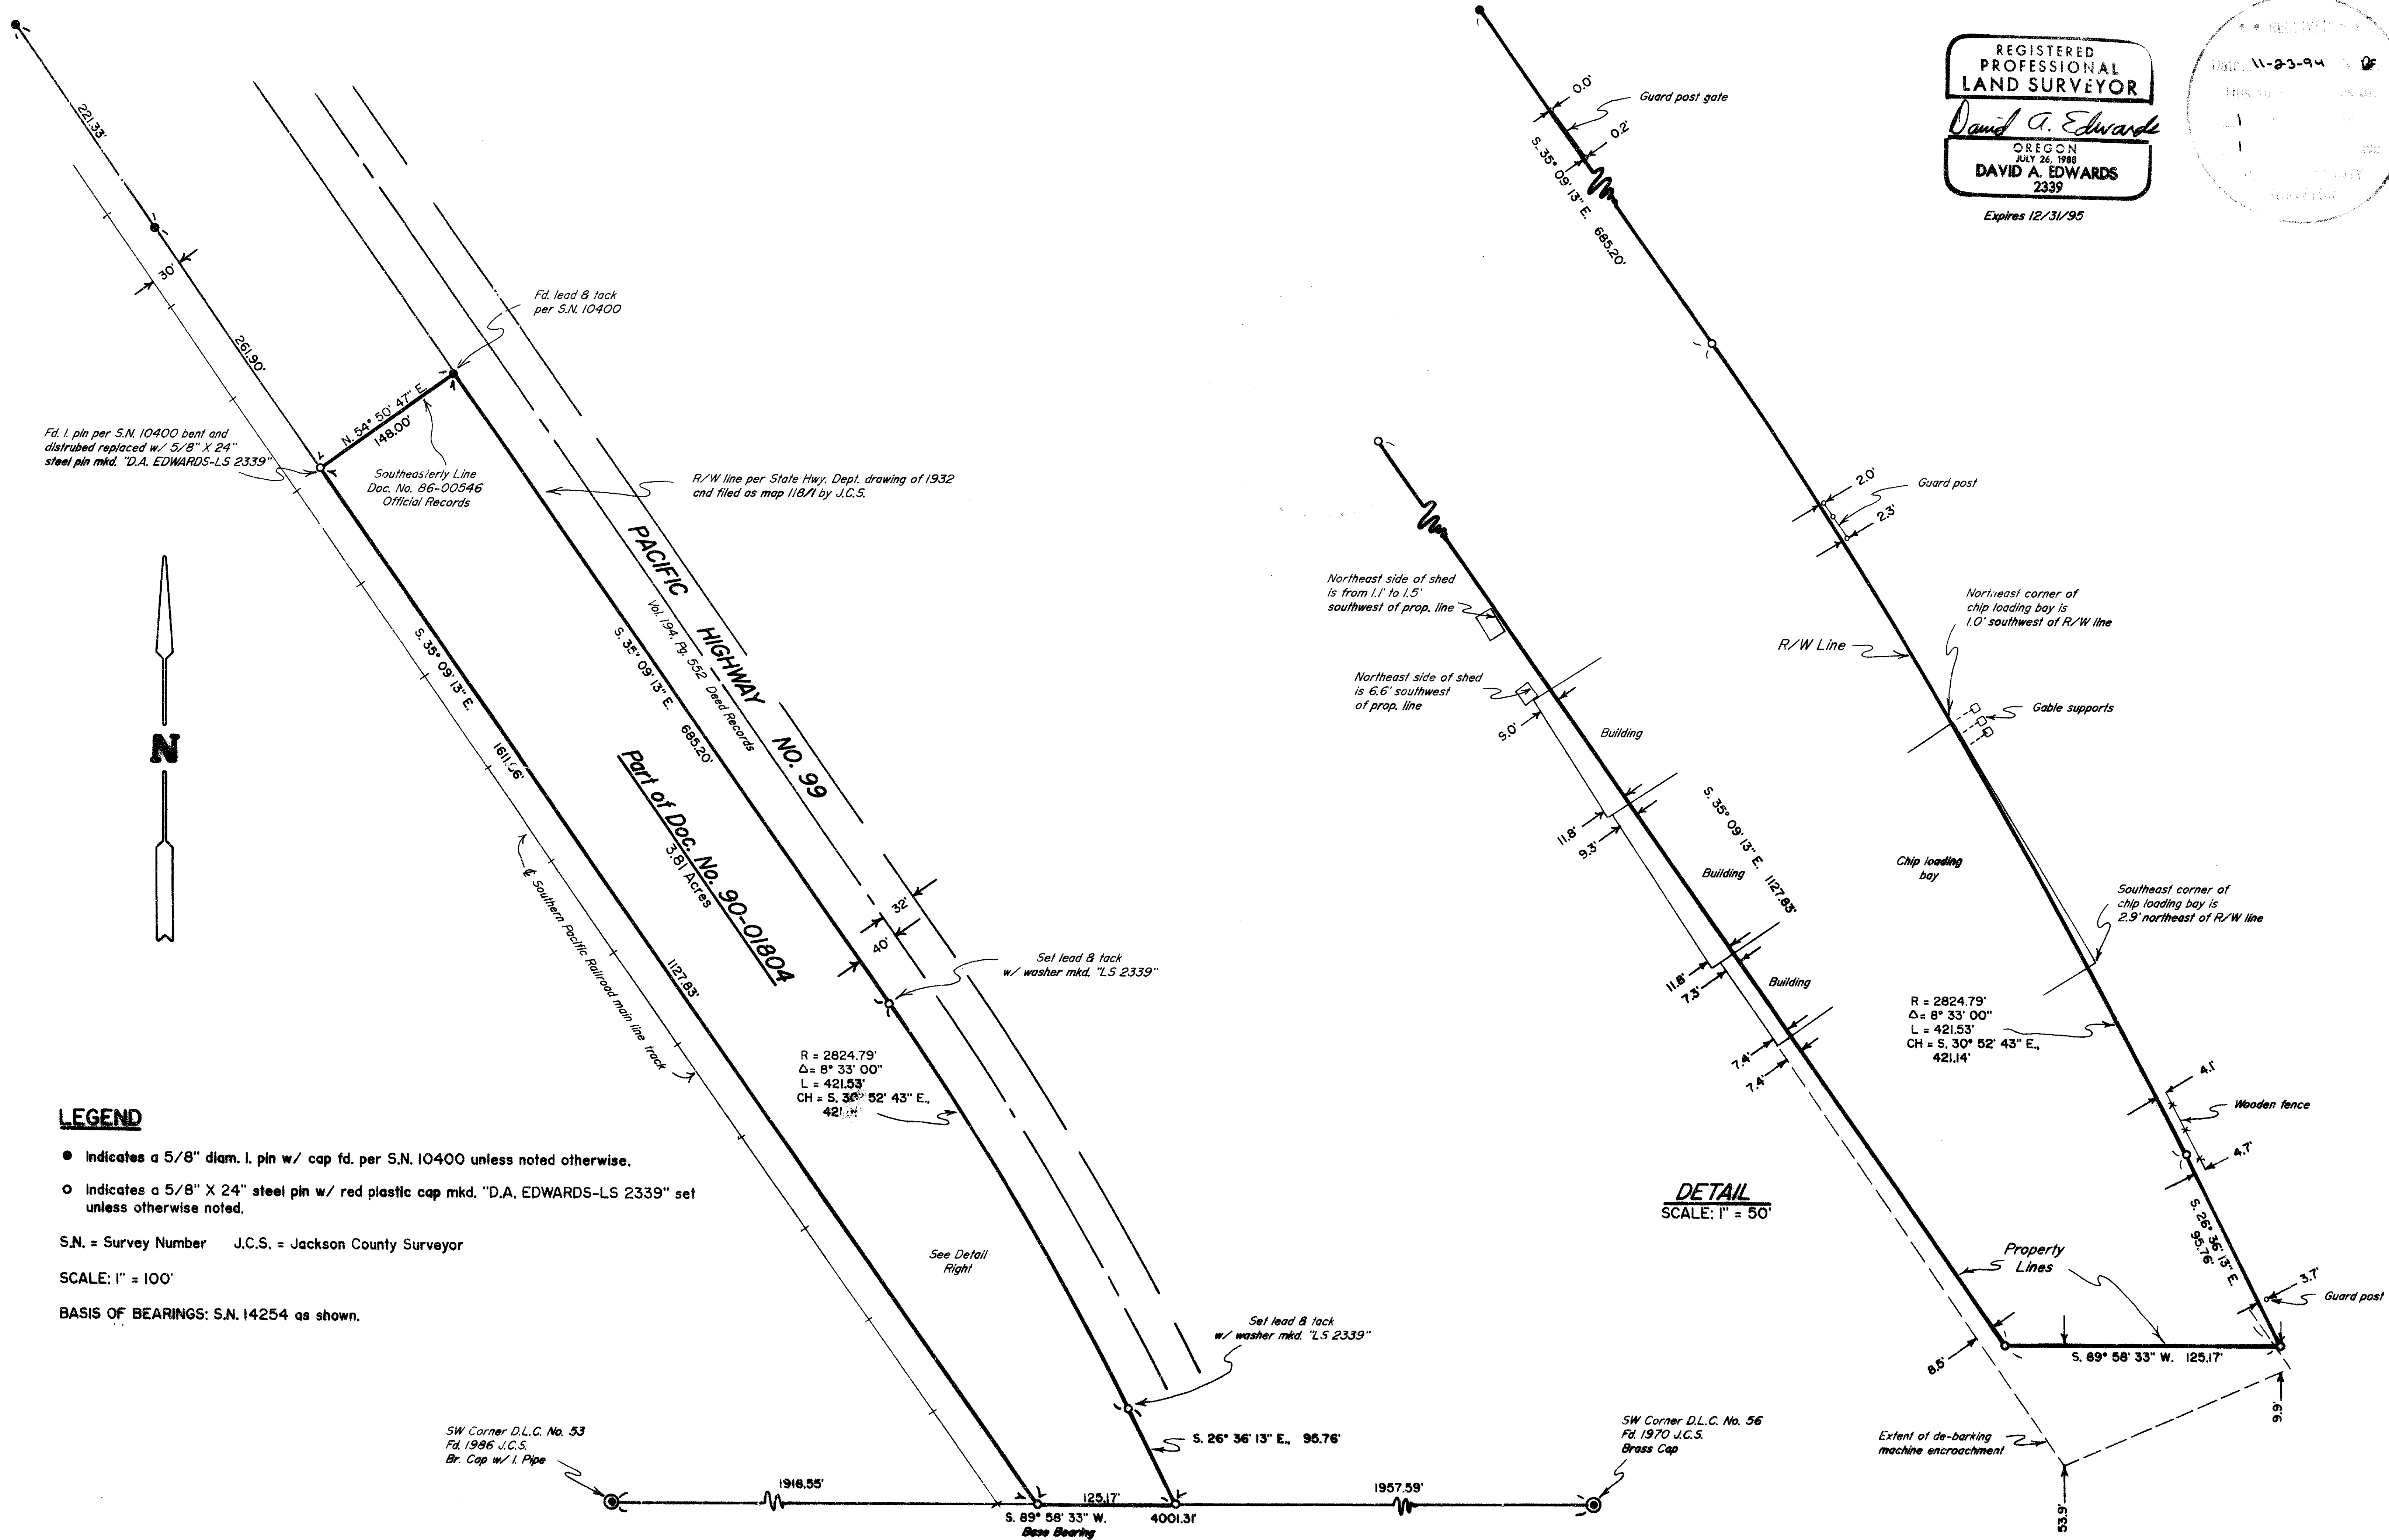 221.33'
30'
261.90'
Fd. lead & tack
per S.N. 10400
N. 54° 50' 47" E.
148.00'
Fd. I. pin per S.N. 10400 bent and
distrubed replaced w/ 5/8" X 24"
steel pin mkd. "D.A. EDWARDS-LS 2339"
Southeasterly Line
Doc. No. 86-00546
Official Records
R/W line per State Hwy. Dept. drawing of 1932
and filed as map 118/1 by J.C.S.
PACIFIC HIGHWAY NO. 99
Vol. 194, Pg. 552 Deed Records
N
S. 35° 09' 13" E.
1611.06'
S. 35° 09' 13" E. 685.20'
Part of Doc. No. 90-01804
3.81 Acres
℄ Southern Pacific Railroad main line track
1127.83'
32'
40'
Set lead & tack
w/ washer mkd. "LS 2339"
R = 2824.79'
Δ= 8° 33' 00"
L = 421.53'
CH = S. 30° 52' 43" E.,
See Detail
Right
Set lead & tack
w/ washer mkd. "LS 2339"
S. 26° 36' 13" E., 95.76'
LEGEND
● Indicates a 5/8" diam. I. pin w/ cap fd. per S.N. 10400 unless noted otherwise.
o Indicates a 5/8" X 24" steel pin w/ red plastic cap mkd. "D.A. EDWARDS-LS 2339" set
unless otherwise noted.
S.N. = Survey Number J.C.S. = Jackson County Surveyor
SCALE: 1" = 100'
BASIS OF BEARINGS: S.N. 14254 as shown.
SW Corner D.L.C. No. 53
Fd. 1986 J.C.S.
Br. Cap w/ I. Pipe
1918.55'
125.17'
S. 89° 58' 33" W. 4001.31'
Base Bearing
1957.59'
SW Corner D.L.C. No. 56
Fd. 1970 J.C.S.
Brass Cap
0.0'
Guard post gate
0.2'
S. 35° 09' 13" E. 685.20'
2.0'
Guard post
2.3'
Northeast side of shed
is from 1.1' to 1.5'
southwest of prop. line
Northeast side of shed
is 6.6' southwest
of prop. line
9.0'
Building
11.8'
9.3'
Building
S. 35° 09' 13" E. 1127.83'
11.8'
7.3'
Building
7.4'
7.4'
Northeast corner of
chip loading bay is
1.0' southwest of R/W line
R/W Line
Gable supports
Chip loading
bay
Southeast corner of
chip loading bay is
2.9' northeast of R/W line
R = 2824.79'
Δ= 8° 33' 00"
L = 421.53'
CH = S. 30° 52' 43" E.,
421.14'
4.1'
Wooden fence
4.7'
DETAIL
SCALE: 1" = 50'
S. 26° 36' 13" E.
95.76'
Property
Lines
3.7'
Guard post
8.5'
S. 89° 58' 33" W. 125.17'
9.9'
Extent of de-barking
machine encroachment
53.9'
REGISTERED
PROFESSIONAL
LAND SURVEYOR
David A. Edwards
OREGON
JULY 26, 1988
DAVID A. EDWARDS
2339
Expires 12/31/95
RECEIVED
Date 11-23-94
This
SURVEYOR